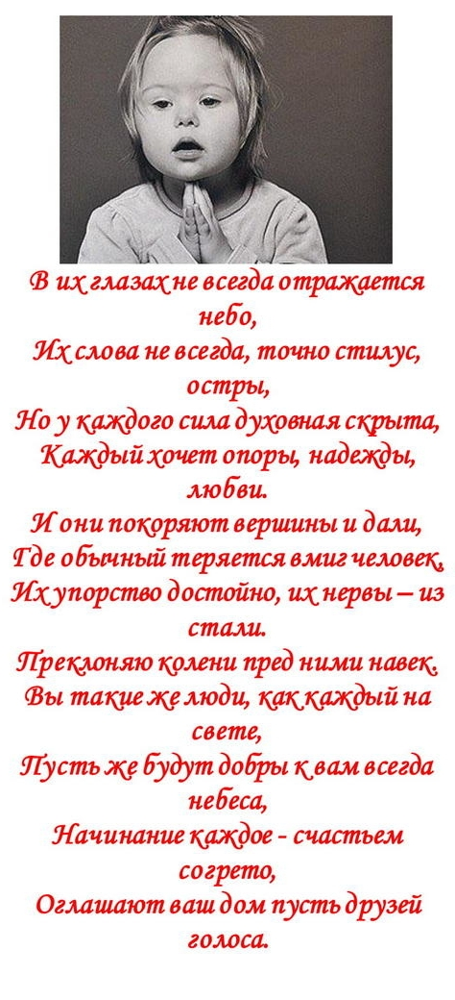 В их глазах не всегда отражается
небо,
Их слова не всегда, точно стилус,
остры,
Но у каждого сила духовная скрыта,
Каждый хочет опоры, надежды,
любви.
И они покоряют вершины и дали,
Где обычный теряется вмиг человек,
Их упорство достойно, их нервы – из
стали.
Преклоняю колени пред ними навек.
Вы такие же люди, как каждый на
свете,
Пусть же будут добры к вам всегда
небеса,
Начинание каждое - счастьем
согрето,
Оглашают ваш дом пусть друзей
голоса.